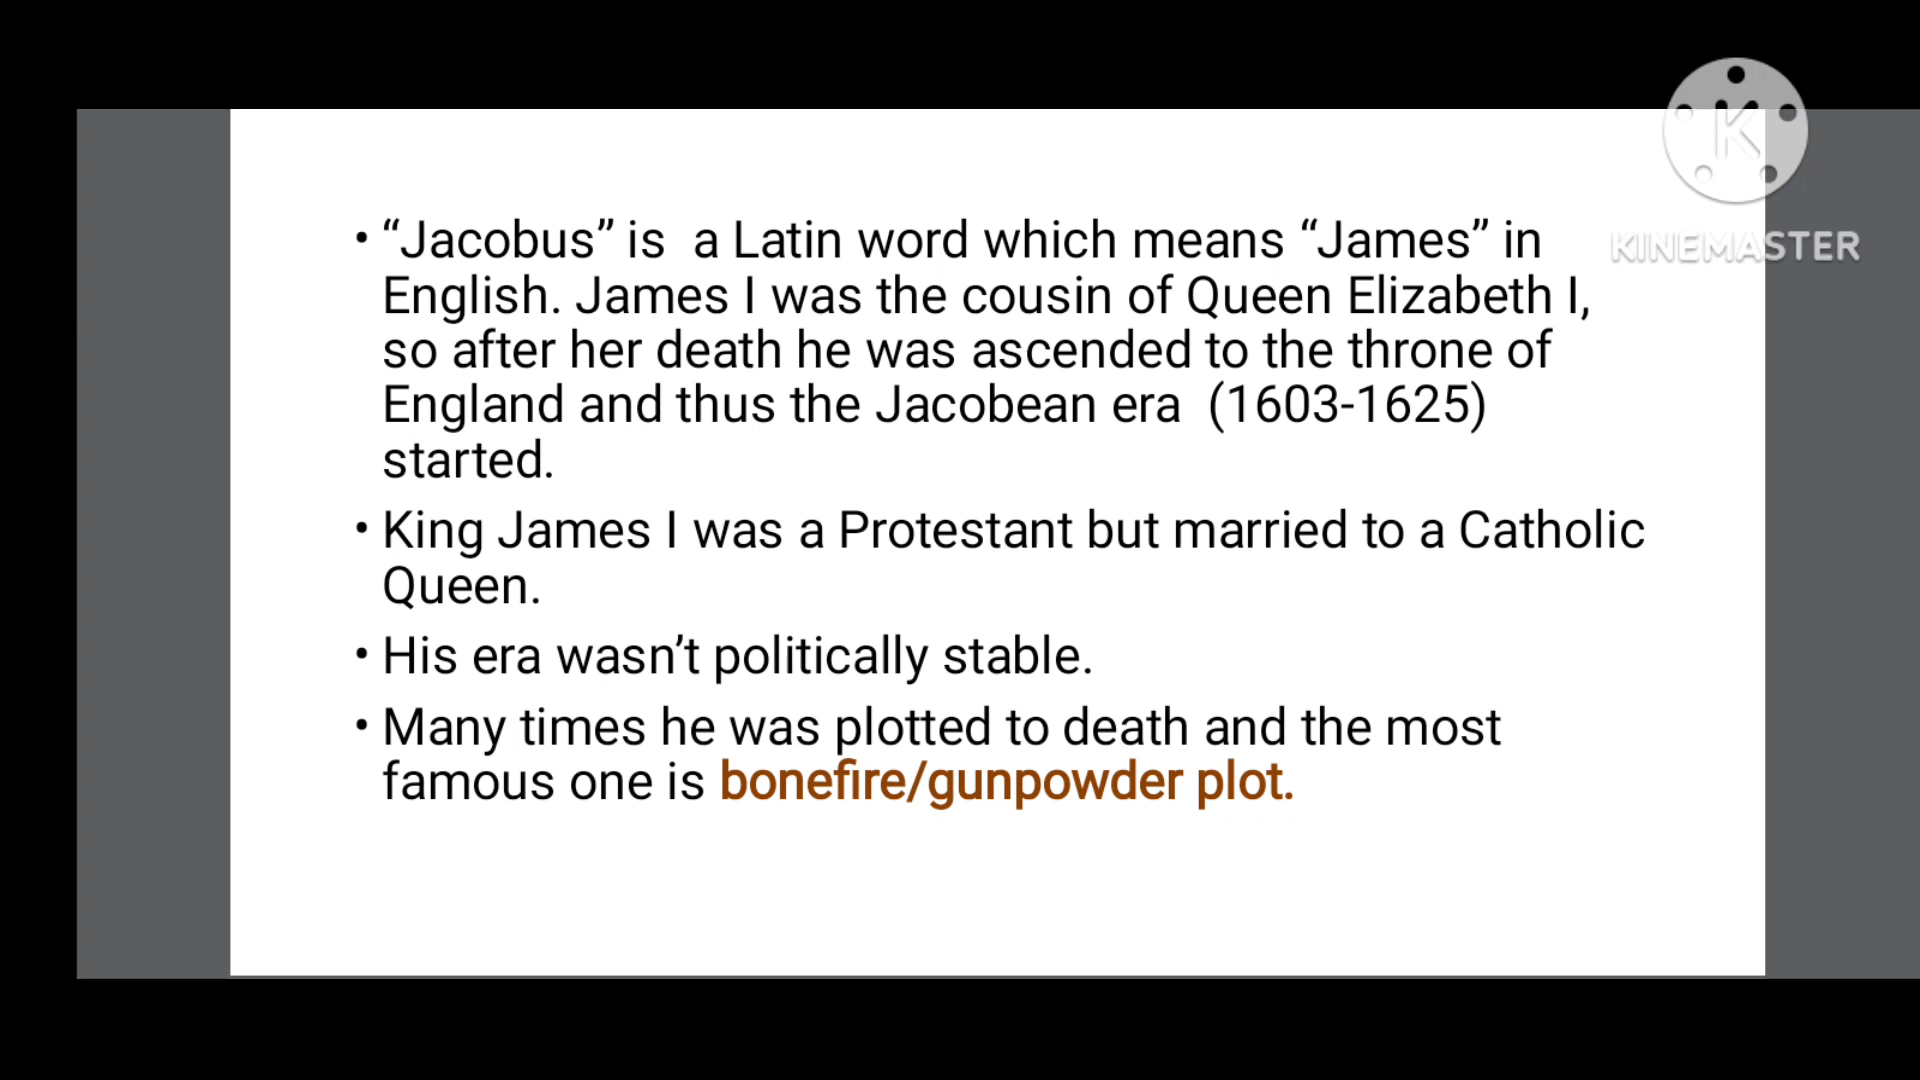 • “Jacobus” is a Latin word which means “James” in
English. James I was the cousin of Queen Elizabeth I,
so after her death he was ascended to the throne of
England and thus the Jacobean era (1603-1625)
started.
• King James I was a Protestant but married to a Catholic
Queen.
• His era wasn’t politically stable.
• Many times he was plotted to death and the most
famous one is bonefire/gunpowder plot.
K
KINEMASTER